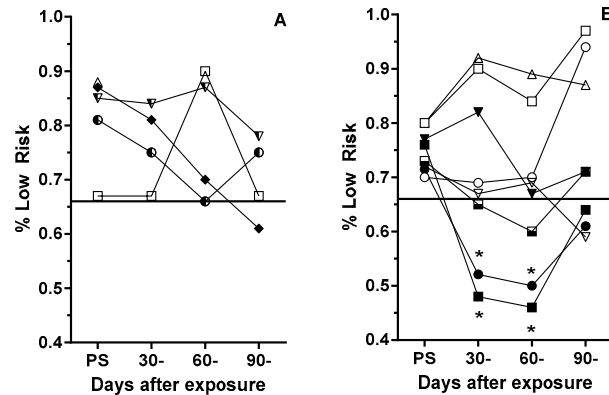 A
1.0
0.9
0.8
0.7
0.6
0.5
0.4
% Low Risk
PS 30- 60- 90-
Days after exposure
B
1.0
0.9
0.8
0.7
0.6
0.5
0.4
% Low Risk
* *
* *
PS 30- 60- 90-
Days after exposure